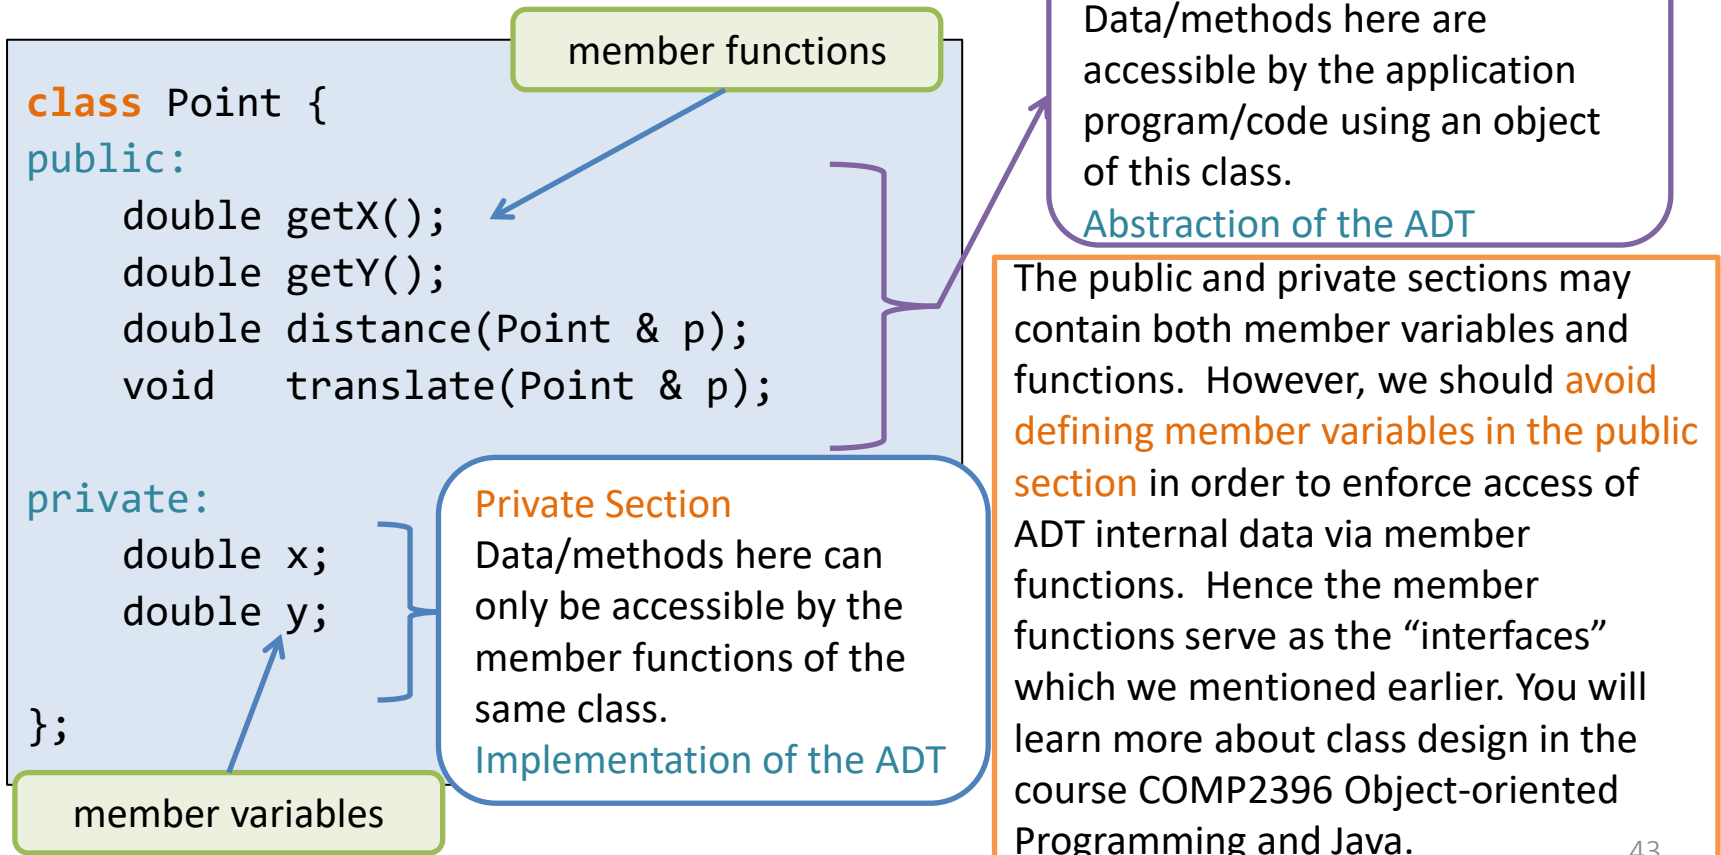 member functions
class Point {
public:
    double getX();
    double getY();
    double distance(Point & p);
    void   translate(Point & p);
private:
    double x;
    double y;
};
member variables
Private Section
Data/methods here can
only be accessible by the
member functions of the
same class.
Implementation of the ADT
Data/methods here are
accessible by the application
program/code using an object
of this class.
Abstraction of the ADT
The public and private sections may
contain both member variables and
functions.  However, we should avoid
defining member variables in the public
section in order to enforce access of
ADT internal data via member
functions.  Hence the member
functions serve as the “interfaces”
which we mentioned earlier. You will
learn more about class design in the
course COMP2396 Object-oriented
Programming and Java.
43